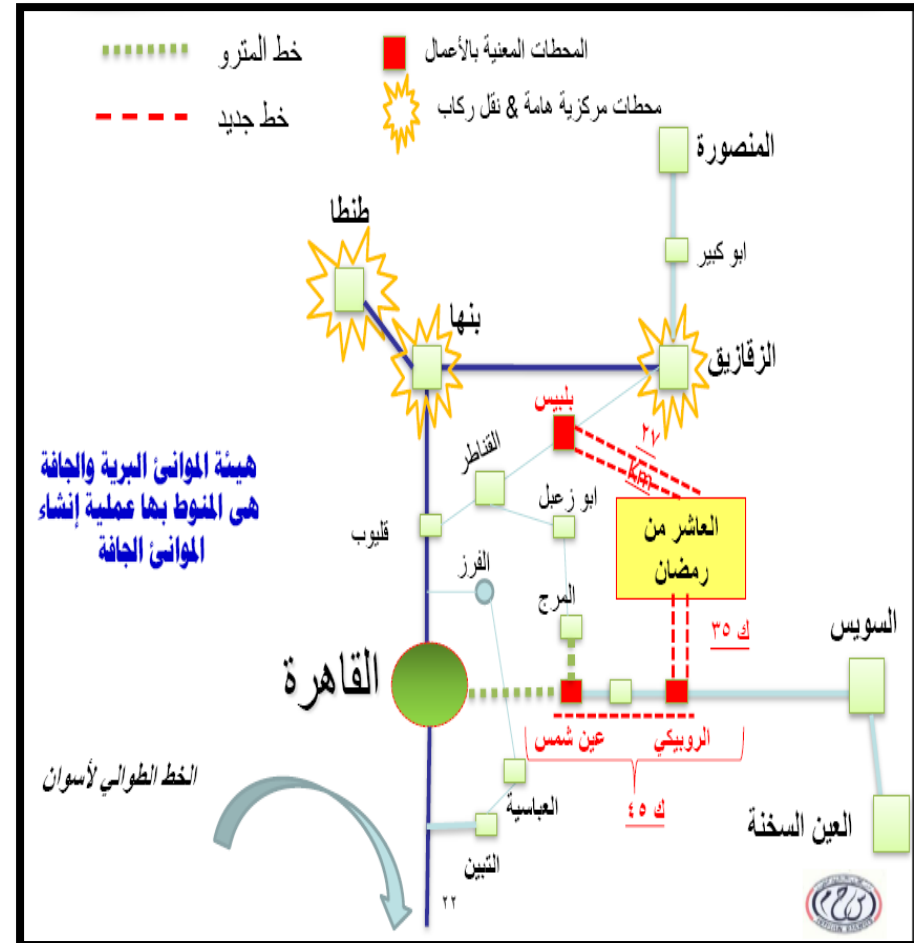 خط المترو
المحطات المعنية بالأعمال
خط جديد
محطات مركزية هامة & نقل ركاب
المنصورة
طنطا
ابو كبير
بنها
الزقازيق
بلبيس
٢٧
Km
القناطر
ابو زعبل
هيئة الموانئ البرية والجافة
هى المنوط بها عملية إنشاء
الموانئ الجافة
قليوب
العاشر من
رمضان
الفرز
المرج
ك ٣٥
السويس
القاهرة
عين شمس
الروبيكي
الخط الطوالي لأسوان
العباسية
ك ٤٥
العين السخنة
التبين
٢٢